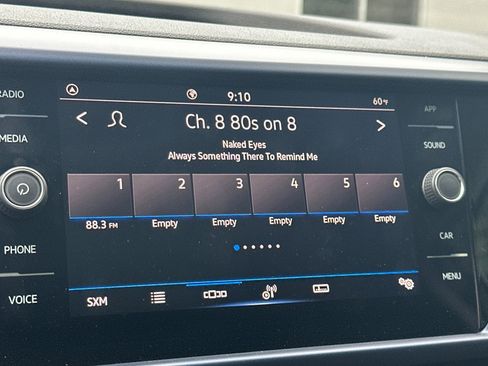 RADIO
MEDIA
PHONE
VOICE
9:10
60°F
< Ch. 8 80s on 8 >
Naked Eyes
Always Something There To Remind Me
1 2 3 4 5 6
88.3 FM Empty Empty Empty Empty Empty
SXM
APP
SOUND
CAR
MENU